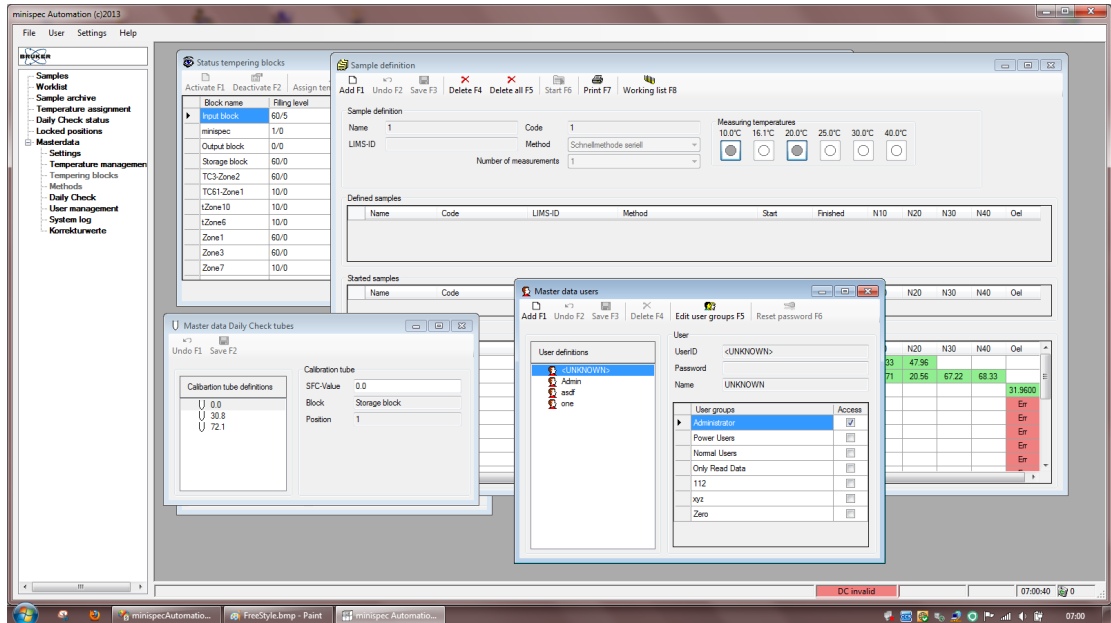 minispec Automation (c)2013
File User Settings Help
BRUKER
Samples
Worklist
Sample archive
Temperature assignment
Daily Check status
Locked positions
Masterdata
Settings
Temperature managemen
Tempering blocks
Methods
Daily Check
User management
System log
Korrekturwerte
Status tempering blocks
Activate F1 Deactivate F2 Assign ten
Block name Filling level
Input block 60/5
minispec 1/0
Output block 0/0
Storage block 60/0
TC3-Zone2 60/0
TC61-Zone1 10/0
tZone10 10/0
tZone6 10/0
Zone1 60/0
Zone3 60/0
Zone7 10/0
Sample definition
Add F1 Undo F2 Save F3 Delete F4 Delete all F5 Start F6 Print F7 Working list F8
Sample definition
Name 1 Code 1
LIMS-ID Method Schnellmethode seriell
Number of measurements 1
Measuring temperatures
10.0°C 16.1°C 20.0°C 25.0°C 30.0°C 40.0°C
Defined samples
Name Code LIMS-ID Method Start Finished N10 N20 N30 N40 Oel
Started samples
Name Code N20 N30 N40 Oel
N20 N30 N40 Oel
33 47.96
71 20.56 67.22 68.33
31.9600
Err
Err
Err
Err
Err
Master data Daily Check tubes
Undo F1 Save F2
Calibartion tube definitions
0.0
30.8
72.1
Calibration tube
SFC-Value 0.0
Block Storage block
Position 1
Master data users
Add F1 Undo F2 Save F3 Delete F4 Edit user groups F5 Reset password F6
User definitions
<UNKNOWN>
Admin
asdf
one
User
UserID <UNKNOWN>
Password
Name UNKNOWN
User groups Access
Administrator
Power Users
Normal Users
Only Read Data
112
xyz
Zero
DC invalid 07:00:40 0
minispecAutomatio... FreeStyle.bmp - Paint minispec Automatio... 07:00